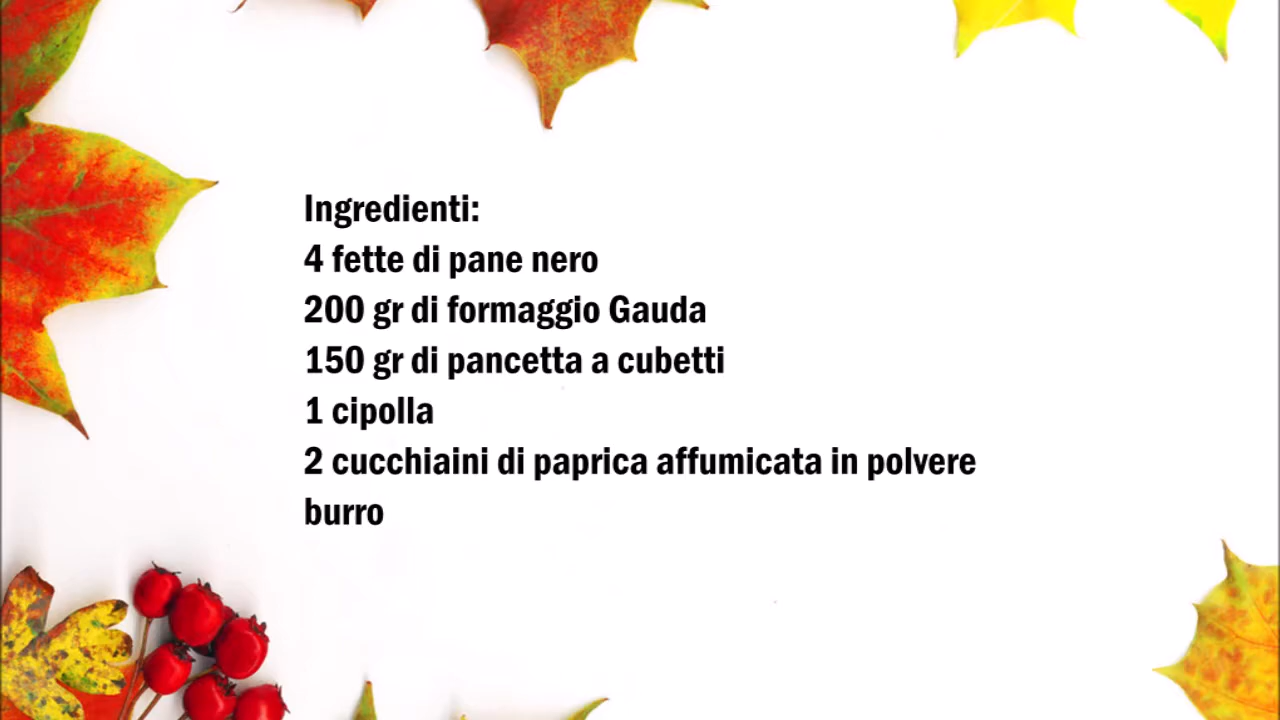 Ingredienti:
4 fette di pane nero
200 gr di formaggio Gauda
150 gr di pancetta a cubetti
1 cipolla
2 cucchiaini di paprica affumicata in polvere
burro